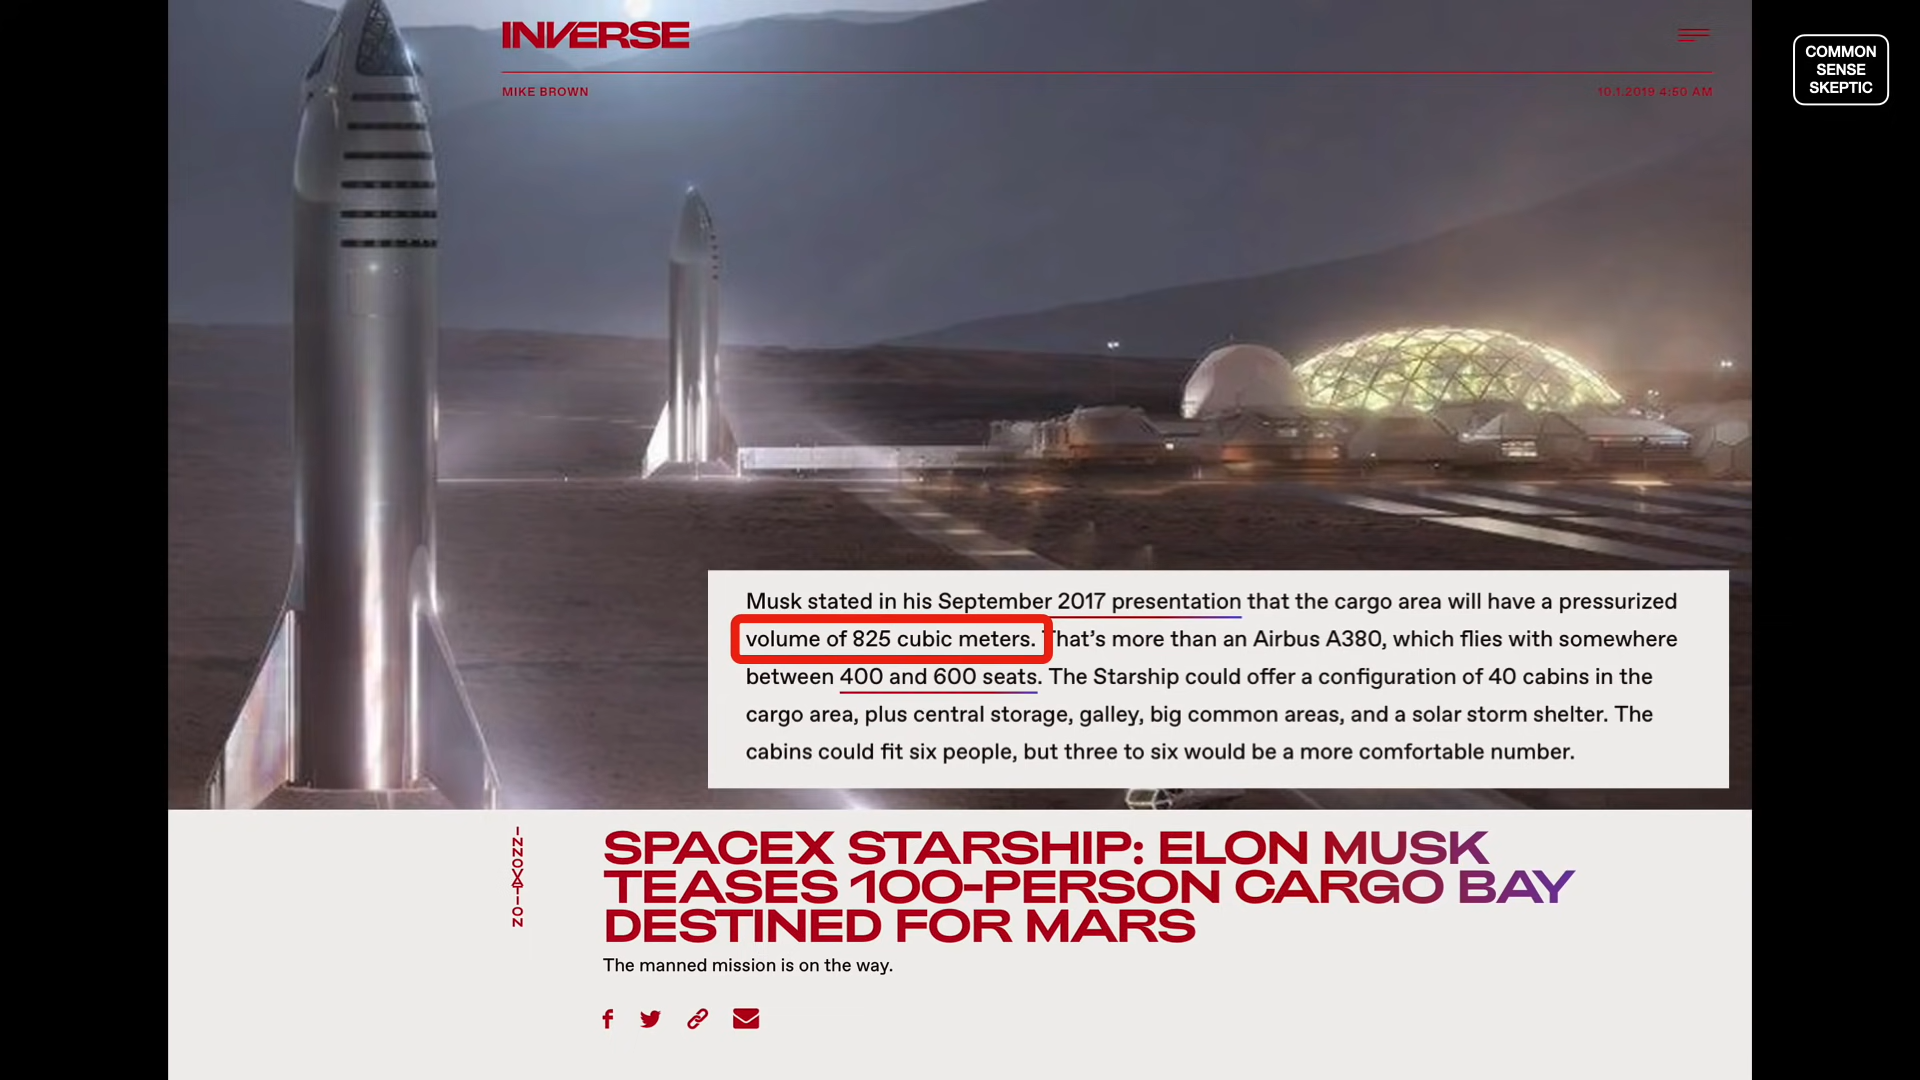 INVERSE
COMMON
SENSE
SKEPTIC
MIKE BROWN
10.1.2019 4:50 AM
Musk stated in his September 2017 presentation that the cargo area will have a pressurized
volume of 825 cubic meters. That’s more than an Airbus A380, which flies with somewhere
between 400 and 600 seats. The Starship could offer a configuration of 40 cabins in the
cargo area, plus central storage, galley, big common areas, and a solar storm shelter. The
cabins could fit six people, but three to six would be a more comfortable number.
INNOVATION
SPACEX STARSHIP: ELON MUSK
TEASES 100-PERSON CARGO BAY
DESTINED FOR MARS
The manned mission is on the way.